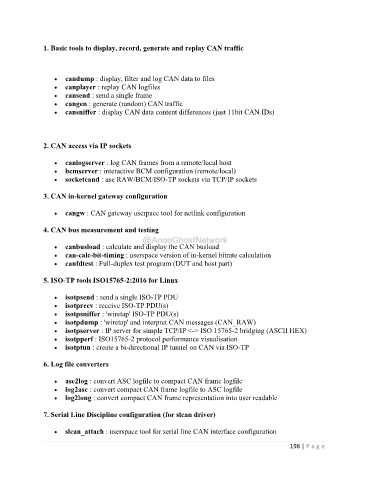 1. Basic tools to display, record, generate and replay CAN traffic
• candump : display, filter and log CAN data to files
• canplayer : replay CAN logfiles
• cansend : send a single frame
• cangen : generate (random) CAN traffic
• cansniffer : display CAN data content differences (just 11bit CAN IDs)
2. CAN access via IP sockets
• canlogserver : log CAN frames from a remote/local host
• bcmserver : interactive BCM configuration (remote/local)
• socketcand : use RAW/BCM/ISO-TP sockets via TCP/IP sockets
3. CAN in-kernel gateway configuration
• cangw : CAN gateway userpace tool for netlink configuration
4. CAN bus measurement and testing
@AnonGhostNetwork
• canbusload : calculate and display the CAN busload
• can-calc-bit-timing : userspace version of in-kernel bitrate calculation
• canfdtest : Full-duplex test program (DUT and host part)
5. ISO-TP tools ISO15765-2:2016 for Linux
• isotpsend : send a single ISO-TP PDU
• isotprecv : receive ISO-TP PDU(s)
• isotpsniffer : 'wiretap' ISO-TP PDU(s)
• isotpdump : 'wiretap' and interpret CAN messages (CAN_RAW)
• isotpserver : IP server for simple TCP/IP <-> ISO 15765-2 bridging (ASCII HEX)
• isotpperf : ISO15765-2 protocol performance visualisation
• isotptun : create a bi-directional IP tunnel on CAN via ISO-TP
6. Log file converters
• asc2log : convert ASC logfile to compact CAN frame logfile
• log2asc : convert compact CAN frame logfile to ASC logfile
• log2long : convert compact CAN frame representation into user readable
7. Serial Line Discipline configuration (for slcan driver)
• slcan_attach : userspace tool for serial line CAN interface configuration
198 | P a g e